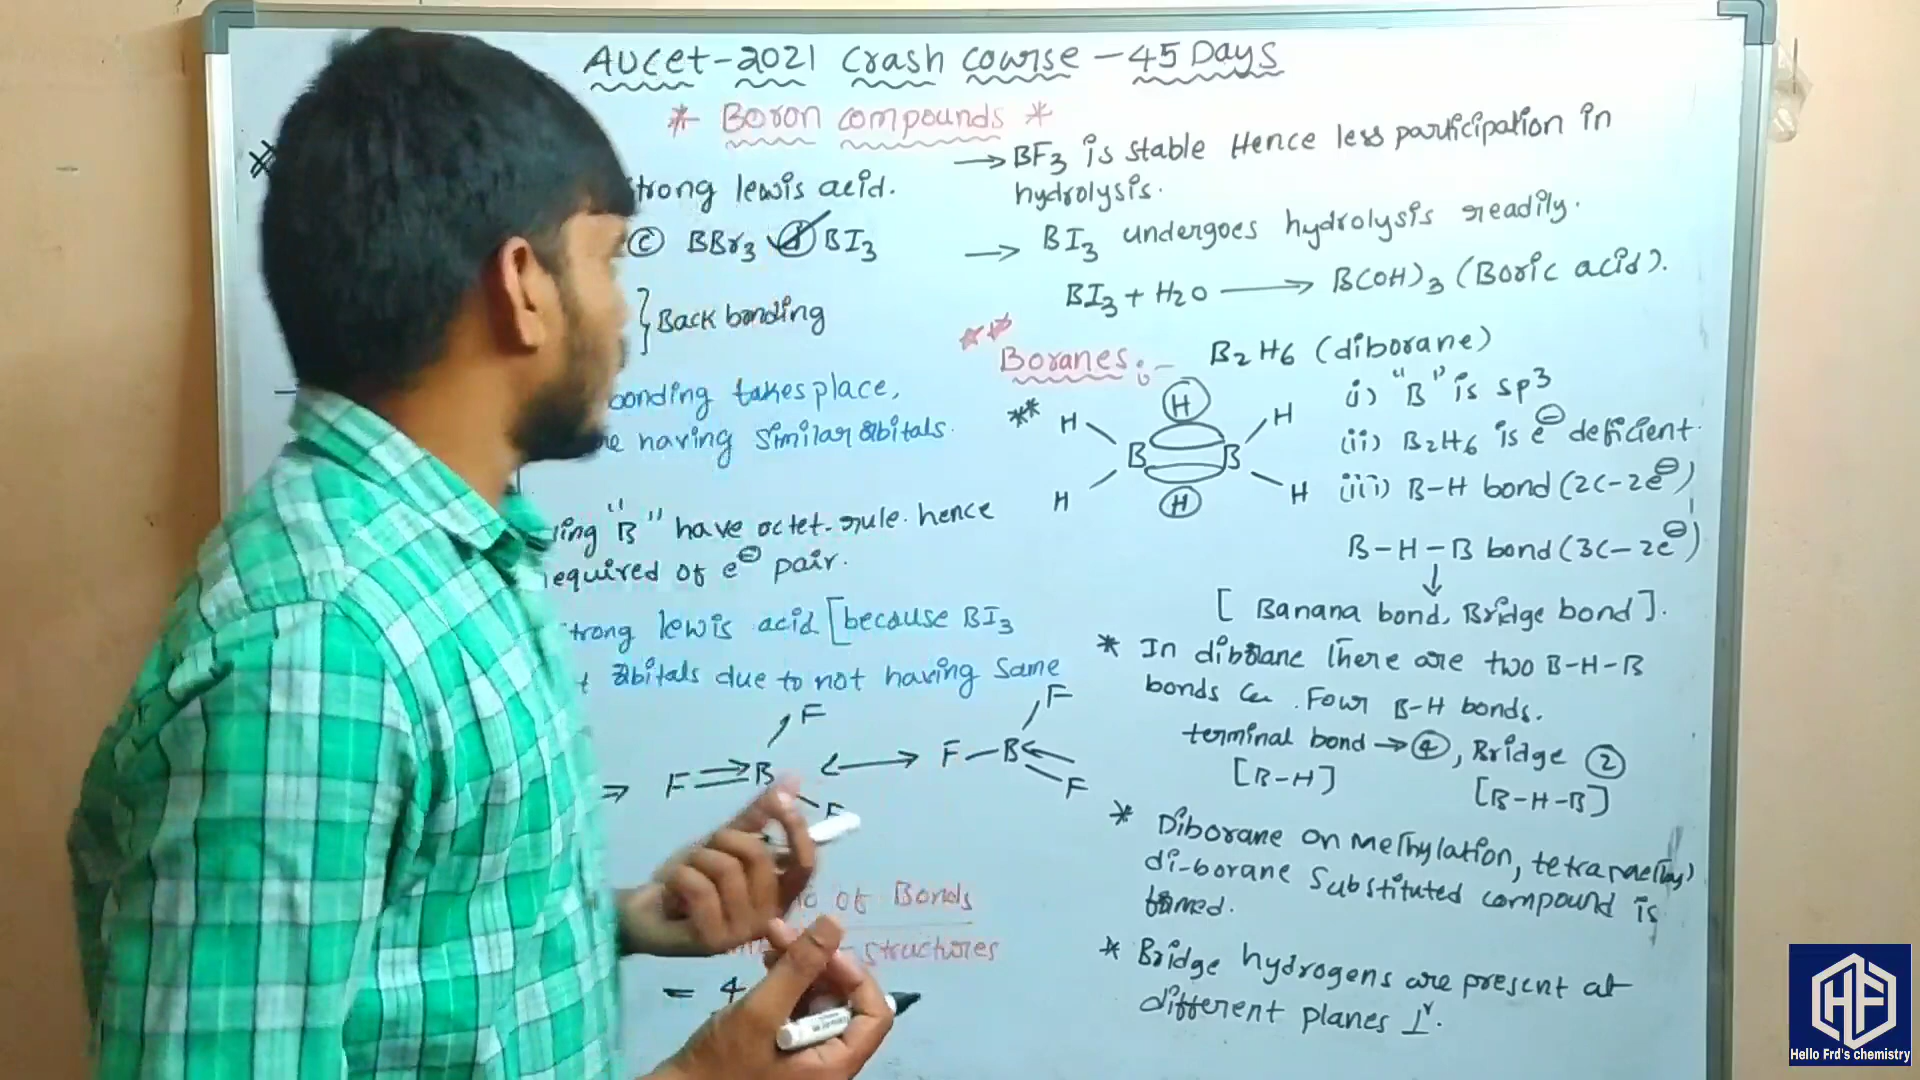 AUCET-2021 Crash course - 45 Days
* Boron compounds *
trong lewis acid.
ⓒ BBr3 ⓓ BI3
} Back bonding
bonding takes place,
having similar orbitals.
"B" have octet rule. hence
equired of e⊖ pair.
trong lewis acid [because BI3
orbitals due to not having same
⇒ F B F F ⟷ F-B F F
no of Bonds
structures
= 4
→ BF3 is stable Hence less participation in
hydrolysis.
→ BI3 undergoes hydrolysis readily.
BI3 + H2O ⟶ B(OH)3 (Boric acid).
** Boranes :- B2H6 (diborane)
** H H H
B B
H H H
i) "B" is sp3
(ii) B2H6 is e⊖ deficient.
(iii) B-H bond (2C-2e⊖)
B-H-B bond (3C-2e⊖)
↓
[ Banana bond, Bridge bond].
* In diborane There are two B-H-B
bonds Four B-H bonds.
terminal bond → ④, Bridge ②
[B-H] [B-H-B]
* Diborane on methylation, tetra
di-borane substituted compound is
formed.
* Bridge hydrogens are present at
different planes ⊥r.
HF
Hello Frd's chemistry